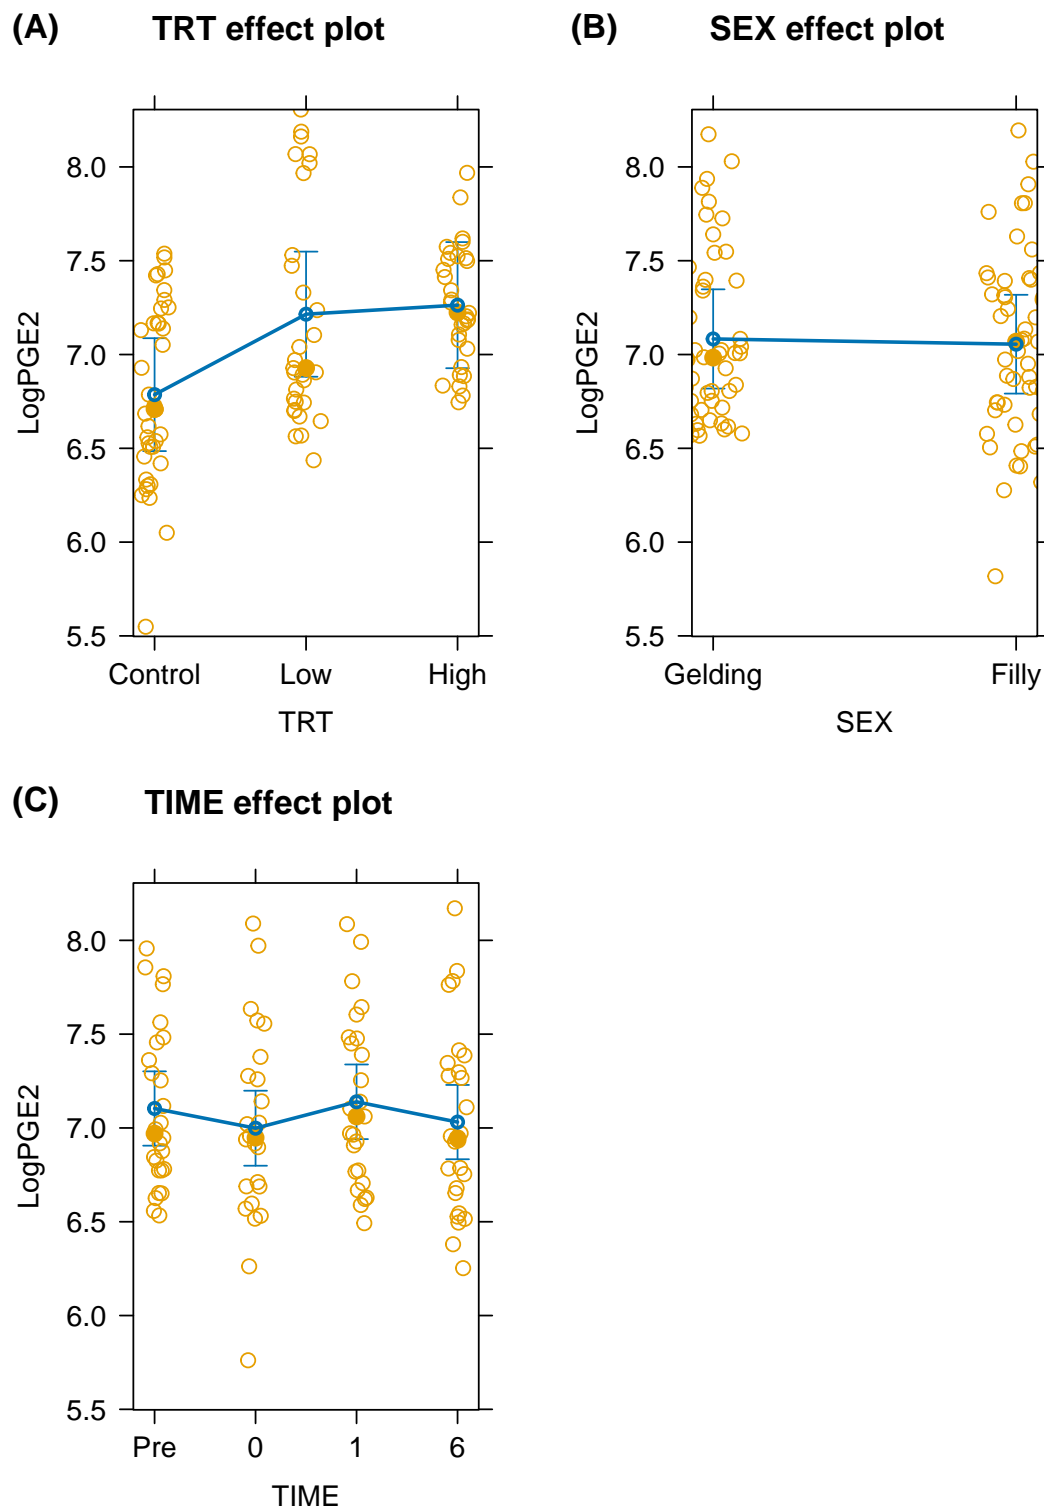 (A) TRT effect plot
(B) SEX effect plot
LogPGE2
8.0
7.5
7.0
6.5
6.0
5.5
Control Low High
TRT
LogPGE2
8.0
7.5
7.0
6.5
6.0
5.5
Gelding Filly
SEX
(C) TIME effect plot
LogPGE2
8.0
7.5
7.0
6.5
6.0
5.5
Pre 0 1 6
TIME